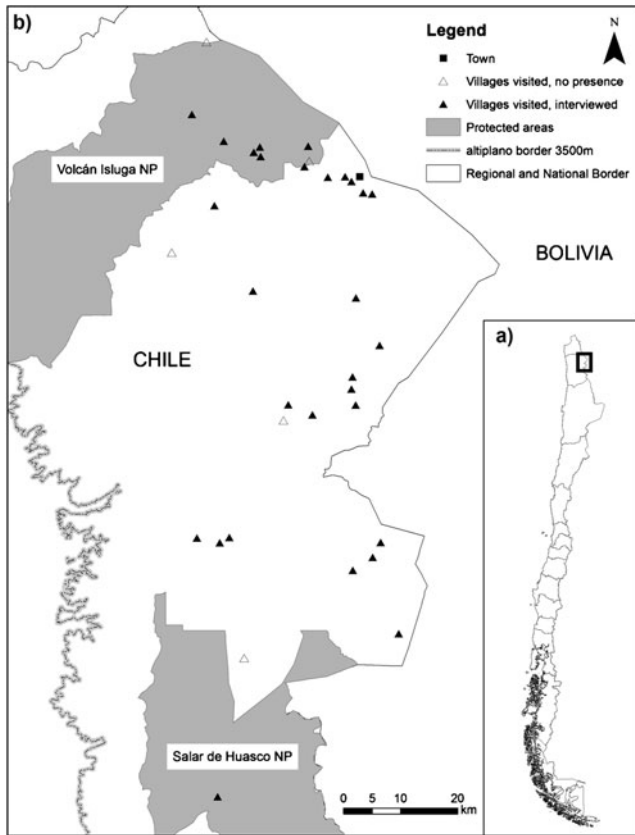 b)
Legend
N
Town
Villages visited, no presence
Villages visited, interviewed
Protected areas
altiplano border 3500m
Regional and National Border
Volcán Isluga NP
BOLIVIA
CHILE
a)
Salar de Huasco NP
0 5 10 20
km